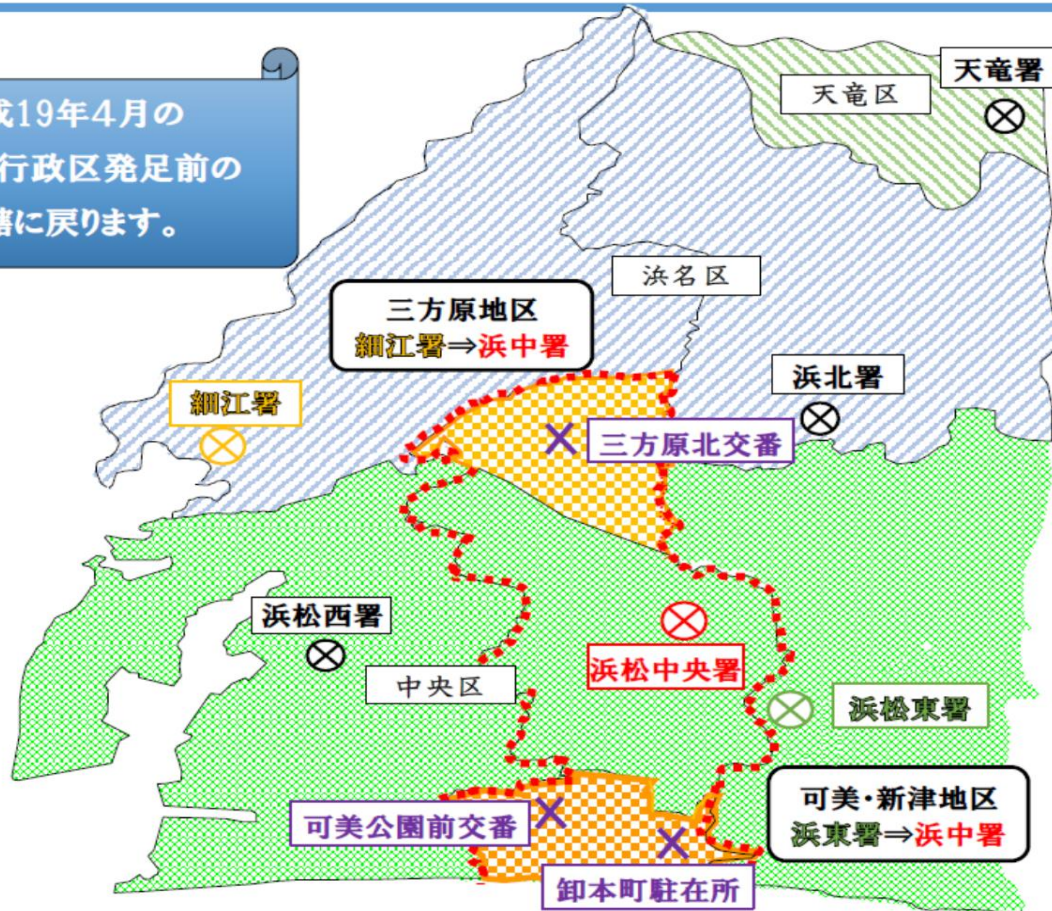 成19年4月の
行政区発足前の
轄に戻ります。
天竜署
天竜区
浜名区
三方原地区
細江署⇒浜中署
浜北署
細江署
三方原北交番
浜松西署
浜松中央署
中央区
浜松東署
可美・新津地区
浜東署⇒浜中署
可美公園前交番
卸本町駐在所